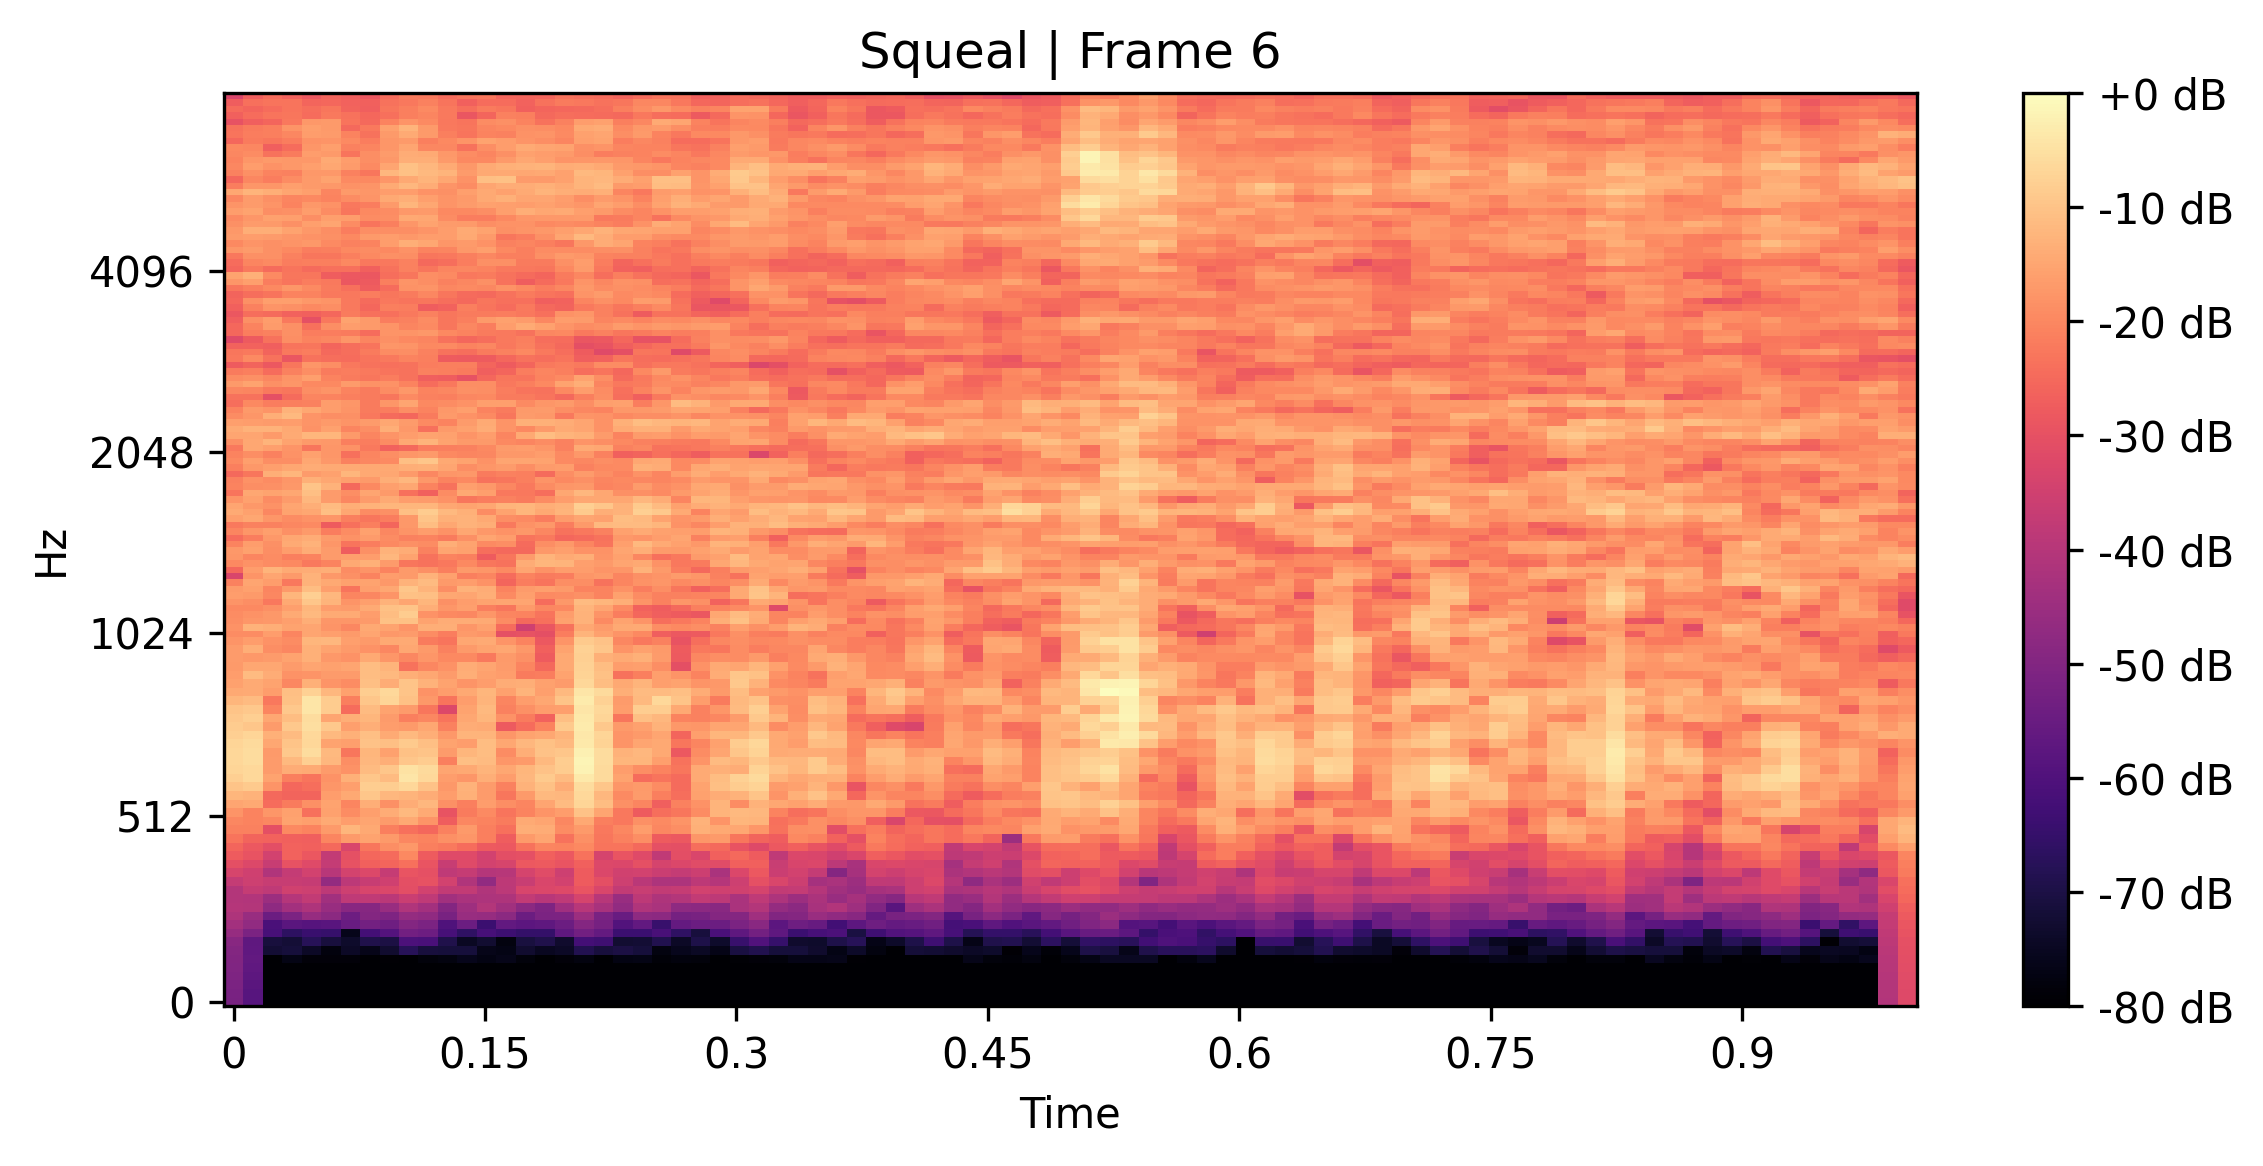 Squeal | Frame 6
Hz
4096
2048
1024
512
0
0 0.15 0.3 0.45 0.6 0.75 0.9
Time
+0 dB
-10 dB
-20 dB
-30 dB
-40 dB
-50 dB
-60 dB
-70 dB
-80 dB